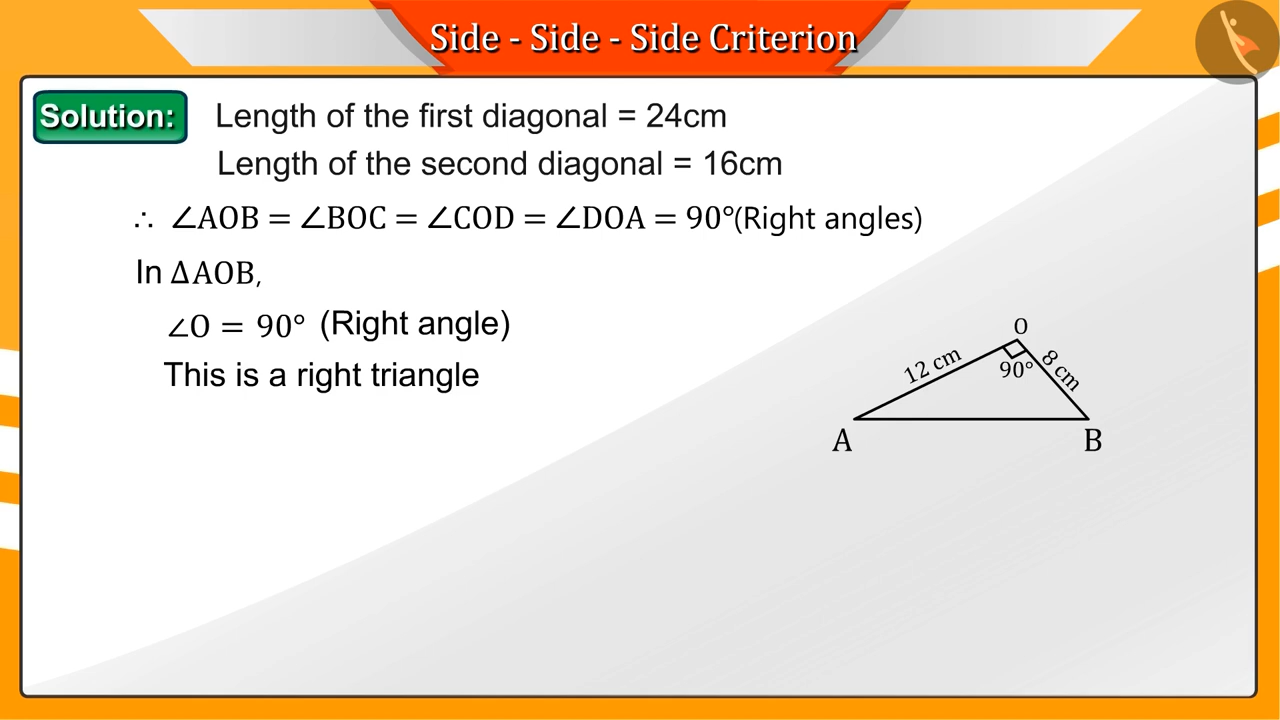 Side - Side - Side Criterion
Solution:
Length of the first diagonal = 24cm
Length of the second diagonal = 16cm
∴ ∠AOB = ∠BOC = ∠COD = ∠DOA = 90°(Right angles)
In ΔAOB,
∠O = 90° (Right angle)
This is a right triangle
O
12 cm
8 cm
90°
A
B